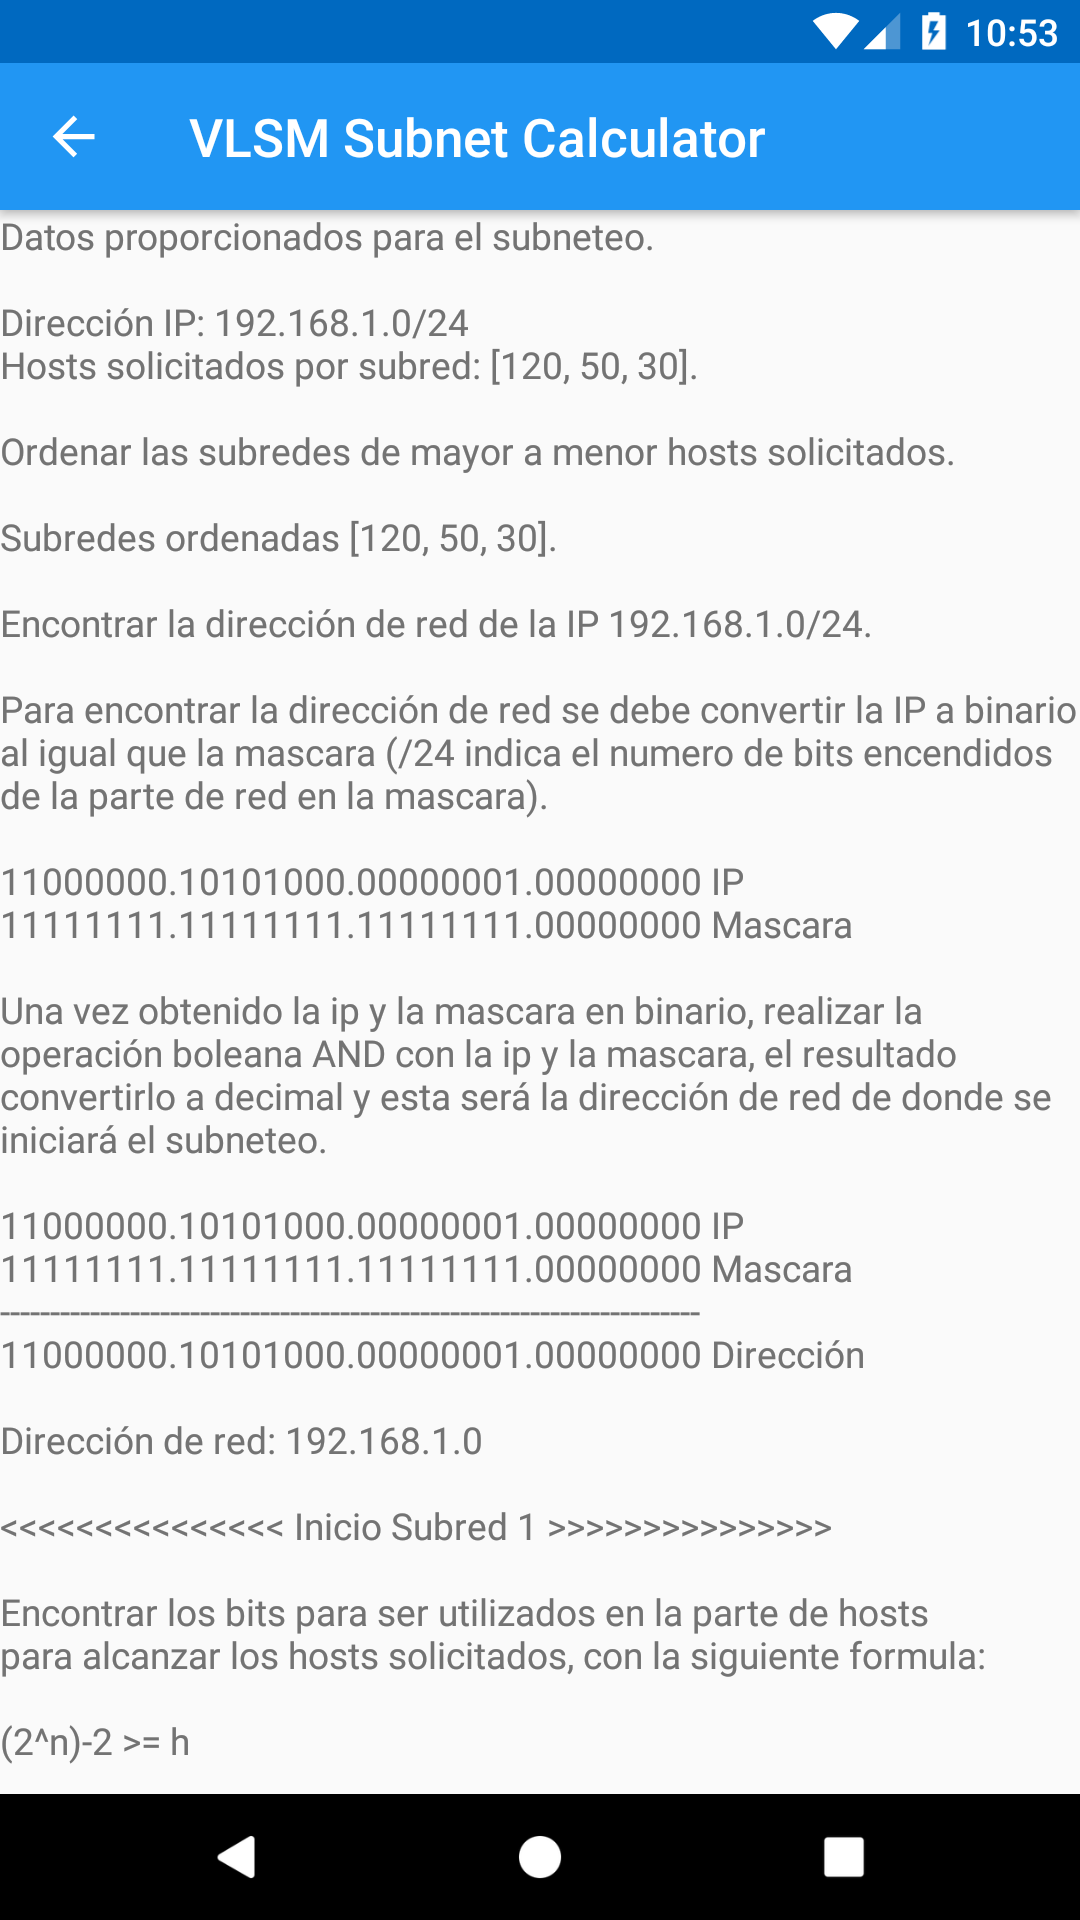 10:53
VLSM Subnet Calculator
Datos proporcionados para el subneteo.
Dirección IP: 192.168.1.0/24
Hosts solicitados por subred: [120, 50, 30].
Ordenar las subredes de mayor a menor hosts solicitados.
Subredes ordenadas [120, 50, 30].
Encontrar la dirección de red de la IP 192.168.1.0/24.
Para encontrar la dirección de red se debe convertir la IP a binario
al igual que la mascara (/24 indica el numero de bits encendidos
de la parte de red en la mascara).
11000000.10101000.00000001.00000000 IP
11111111.11111111.11111111.00000000 Mascara
Una vez obtenido la ip y la mascara en binario, realizar la
operación boleana AND con la ip y la mascara, el resultado
convertirlo a decimal y esta será la dirección de red de donde se
iniciará el subneteo.
11000000.10101000.00000001.00000000 IP
11111111.11111111.11111111.00000000 Mascara
----------------------------------------------------------------------
11000000.10101000.00000001.00000000 Dirección
Dirección de red: 192.168.1.0
<<<<<<<<<<<<<<< Inicio Subred 1 >>>>>>>>>>>>>>>
Encontrar los bits para ser utilizados en la parte de hosts
para alcanzar los hosts solicitados, con la siguiente formula:
(2^n)-2 >= h